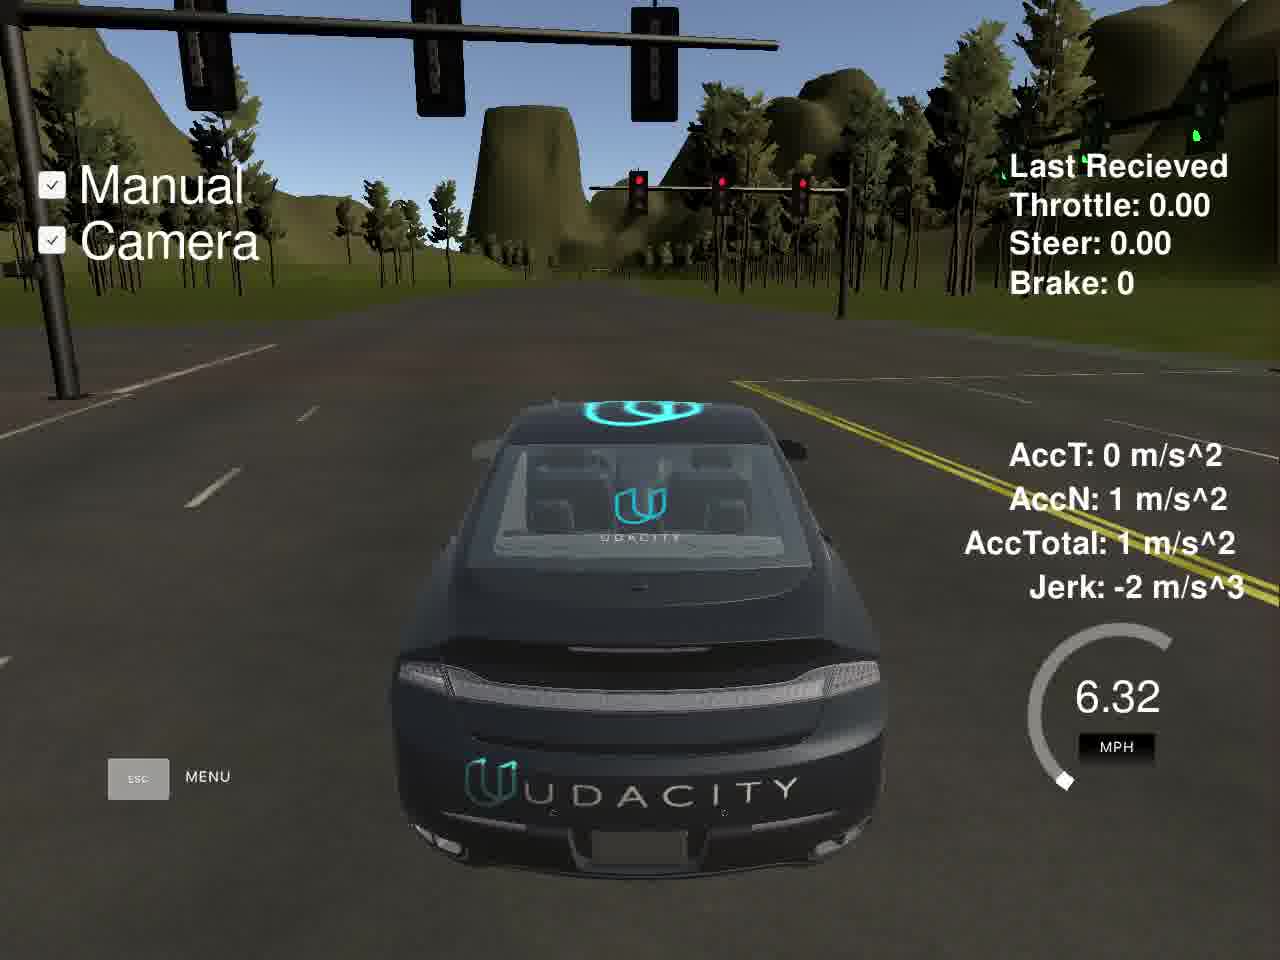 Manual
Camera
Last Recieved
Throttle: 0.00
Steer: 0.00
Brake: 0
AccT: 0 m/s^2
AccN: 1 m/s^2
AccTotal: 1 m/s^2
Jerk: -2 m/s^3
UDACITY
6.32
MPH
ESC
MENU
UDACITY